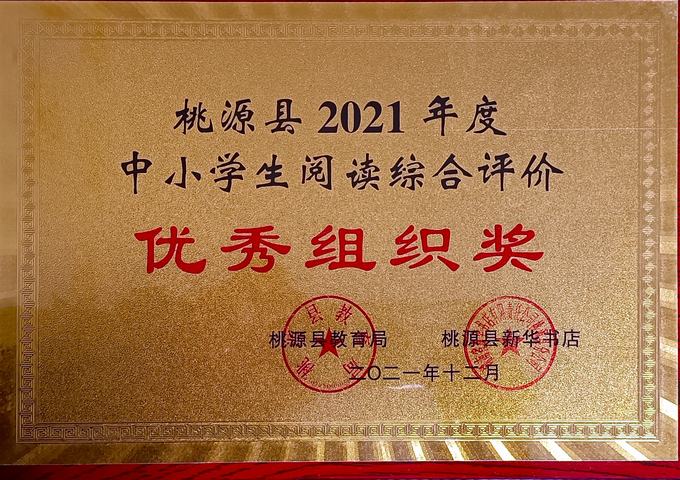 桃源县2021年度
中小学生阅读综合评价
优秀组织奖
桃源县教育局 桃源县新华书店
二〇二一年十二月